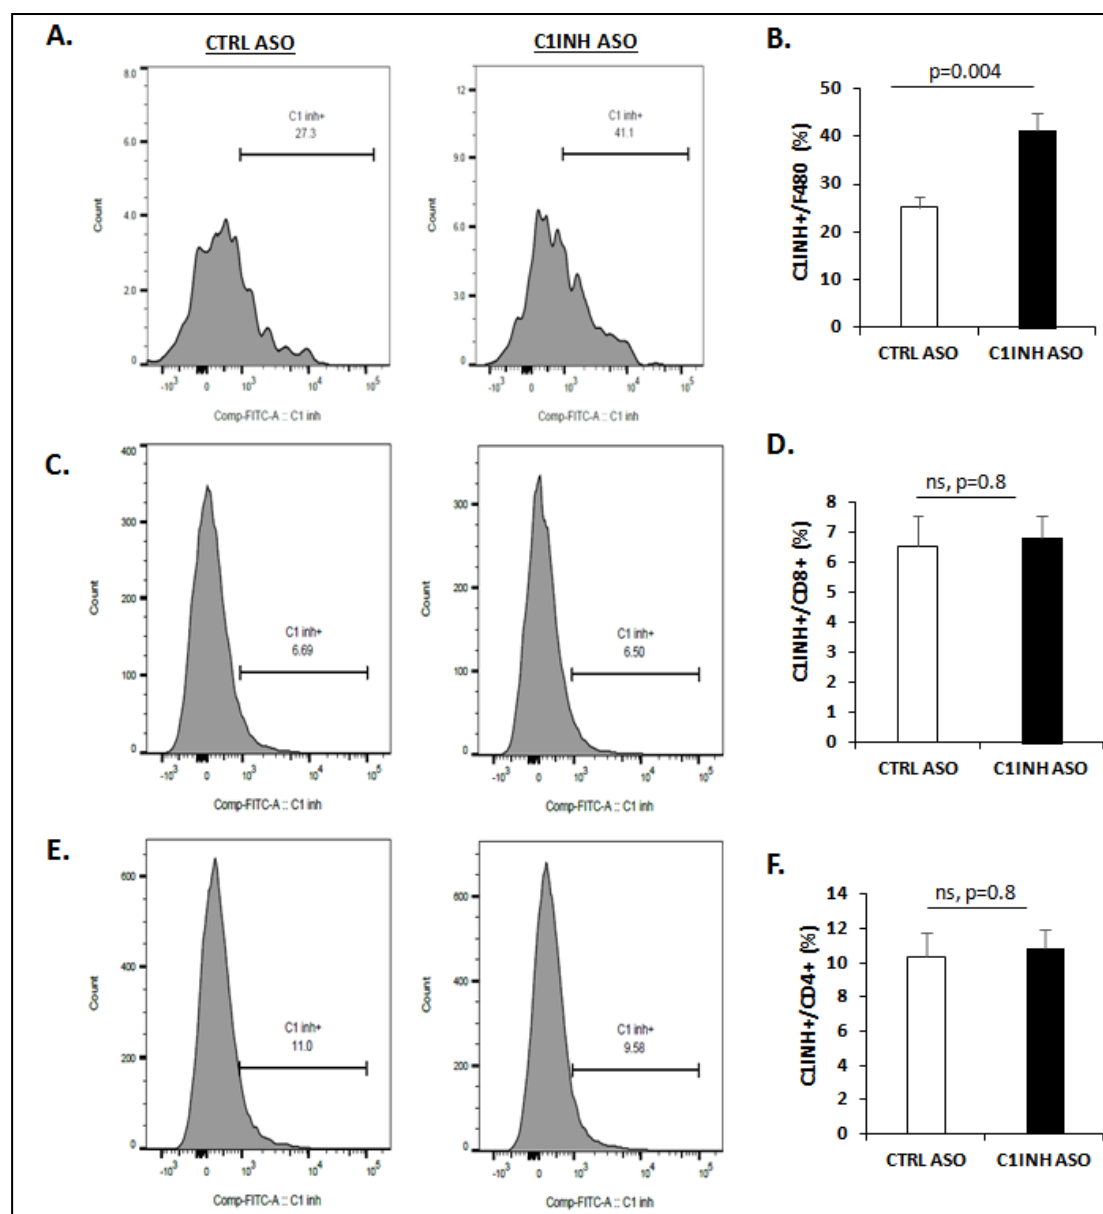 A.
CTRL ASO
C1INH ASO
B.
8.0
6.0
4.0
2.0
0
Count
C1 inh+
27.3
-10³ 0 10³ 10⁴ 10⁵
Comp-FITC-A :: C1 inh
12
9.0
6.0
3.0
0
Count
C1 inh+
41.1
-10³ 0 10³ 10⁴ 10⁵
Comp-FITC-A :: C1 inh
p=0.004
50
40
30
20
10
0
C1INH+/F480 (%)
CTRL ASO C1INH ASO
C.
400
300
200
100
0
Count
C1 inh+
6.69
-10³ 0 10³ 10⁴ 10⁵
Comp-FITC-A :: C1 inh
300
200
100
0
Count
C1 inh+
6.50
-10³ 0 10³ 10⁴ 10⁵
Comp-FITC-A :: C1 inh
D.
ns, p=0.8
8
7
6
5
4
3
2
1
0
C1INH+/CD8+ (%)
CTRL ASO C1INH ASO
E.
600
400
200
0
Count
C1 inh+
11.0
-10³ 0 10³ 10⁴ 10⁵
Comp-FITC-A :: C1 inh
600
400
200
0
Count
C1 inh+
9.58
-10³ 0 10³ 10⁴ 10⁵
Comp-FITC-A :: C1 inh
F.
ns, p=0.8
14
12
10
8
6
4
2
0
C1INH+/CD4+ (%)
CTRL ASO C1INH ASO